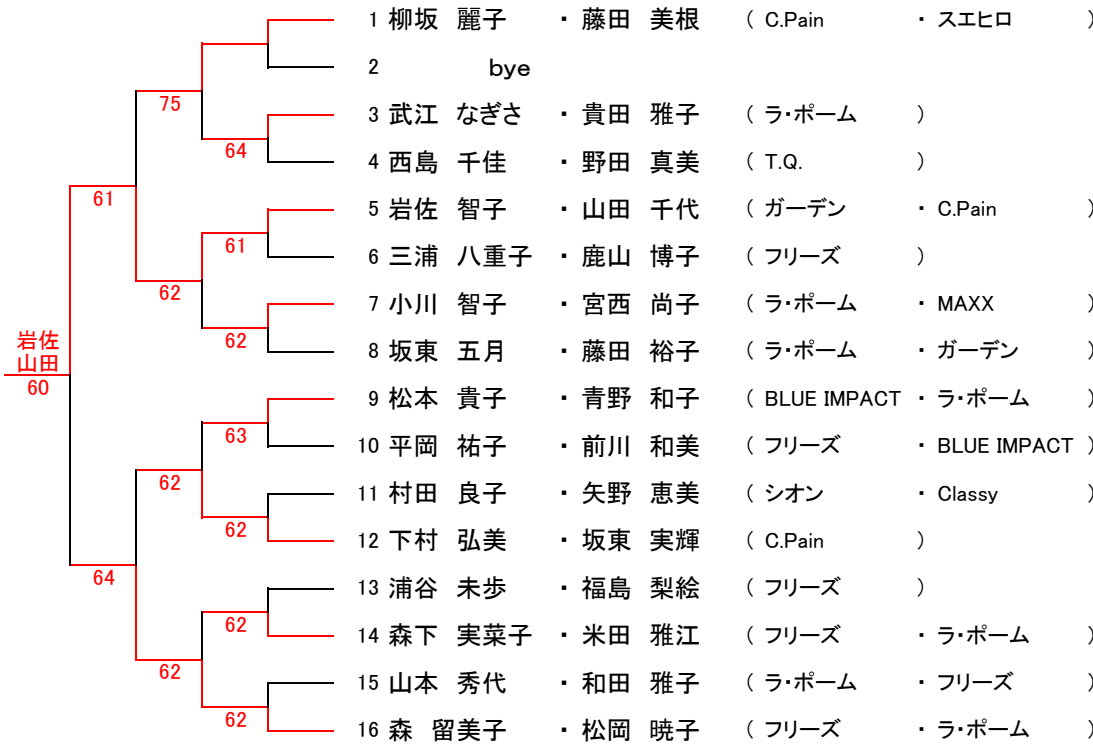 1 柳坂 麗子 ・ 藤田 美根 ( C.Pain ・ スエヒロ )
2 bye
75
3 武江 なぎさ ・ 貴田 雅子 ( ラ・ポーム )
64
4 西島 千佳 ・ 野田 真美 ( T.Q. )
61
5 岩佐 智子 ・ 山田 千代 ( ガーデン ・ C.Pain )
61
6 三浦 八重子 ・ 鹿山 博子 ( フリーズ )
62
7 小川 智子 ・ 宮西 尚子 ( ラ・ポーム ・ MAXX )
62
岩佐
8 坂東 五月 ・ 藤田 裕子 ( ラ・ポーム ・ ガーデン )
山田
60
9 松本 貴子 ・ 青野 和子 ( BLUE IMPACT ・ ラ・ポーム )
63
10 平岡 祐子 ・ 前川 和美 ( フリーズ ・ BLUE IMPACT )
62
11 村田 良子 ・ 矢野 恵美 ( シオン ・ Classy )
62
12 下村 弘美 ・ 坂東 実輝 ( C.Pain )
64
13 浦谷 未歩 ・ 福島 梨絵 ( フリーズ )
62
14 森下 実菜子 ・ 米田 雅江 ( フリーズ ・ ラ・ポーム )
62
15 山本 秀代 ・ 和田 雅子 ( ラ・ポーム ・ フリーズ )
62
16 森 留美子 ・ 松岡 暁子 ( フリーズ ・ ラ・ポーム )